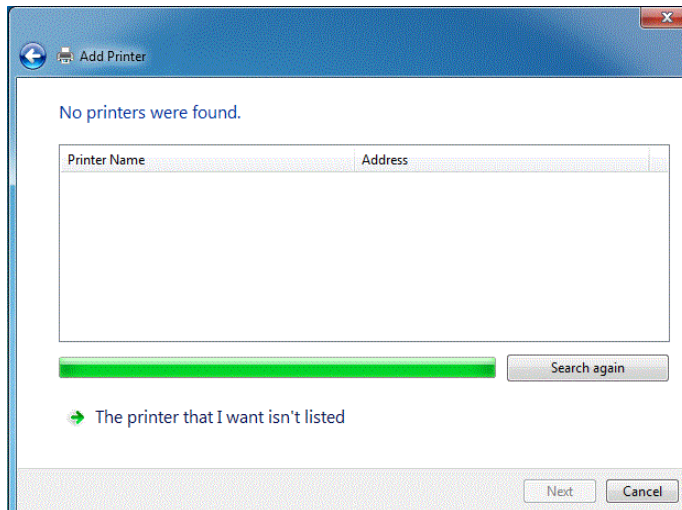 Add Printer
No printers were found.
Printer Name Address
Search again
The printer that I want isn't listed
Next Cancel